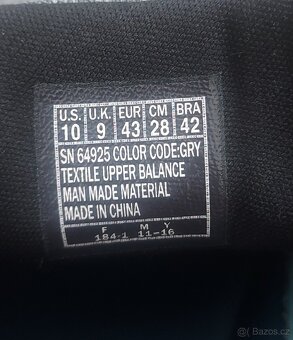 U.S. U.K. EUR CM BRA
10 9 43 28 42
SN 64925 COLOR CODE:GRY
TEXTILE UPPER BALANCE
MAN MADE MATERIAL
MADE IN CHINA
F M Y
184-1 11-16
bazos.cz